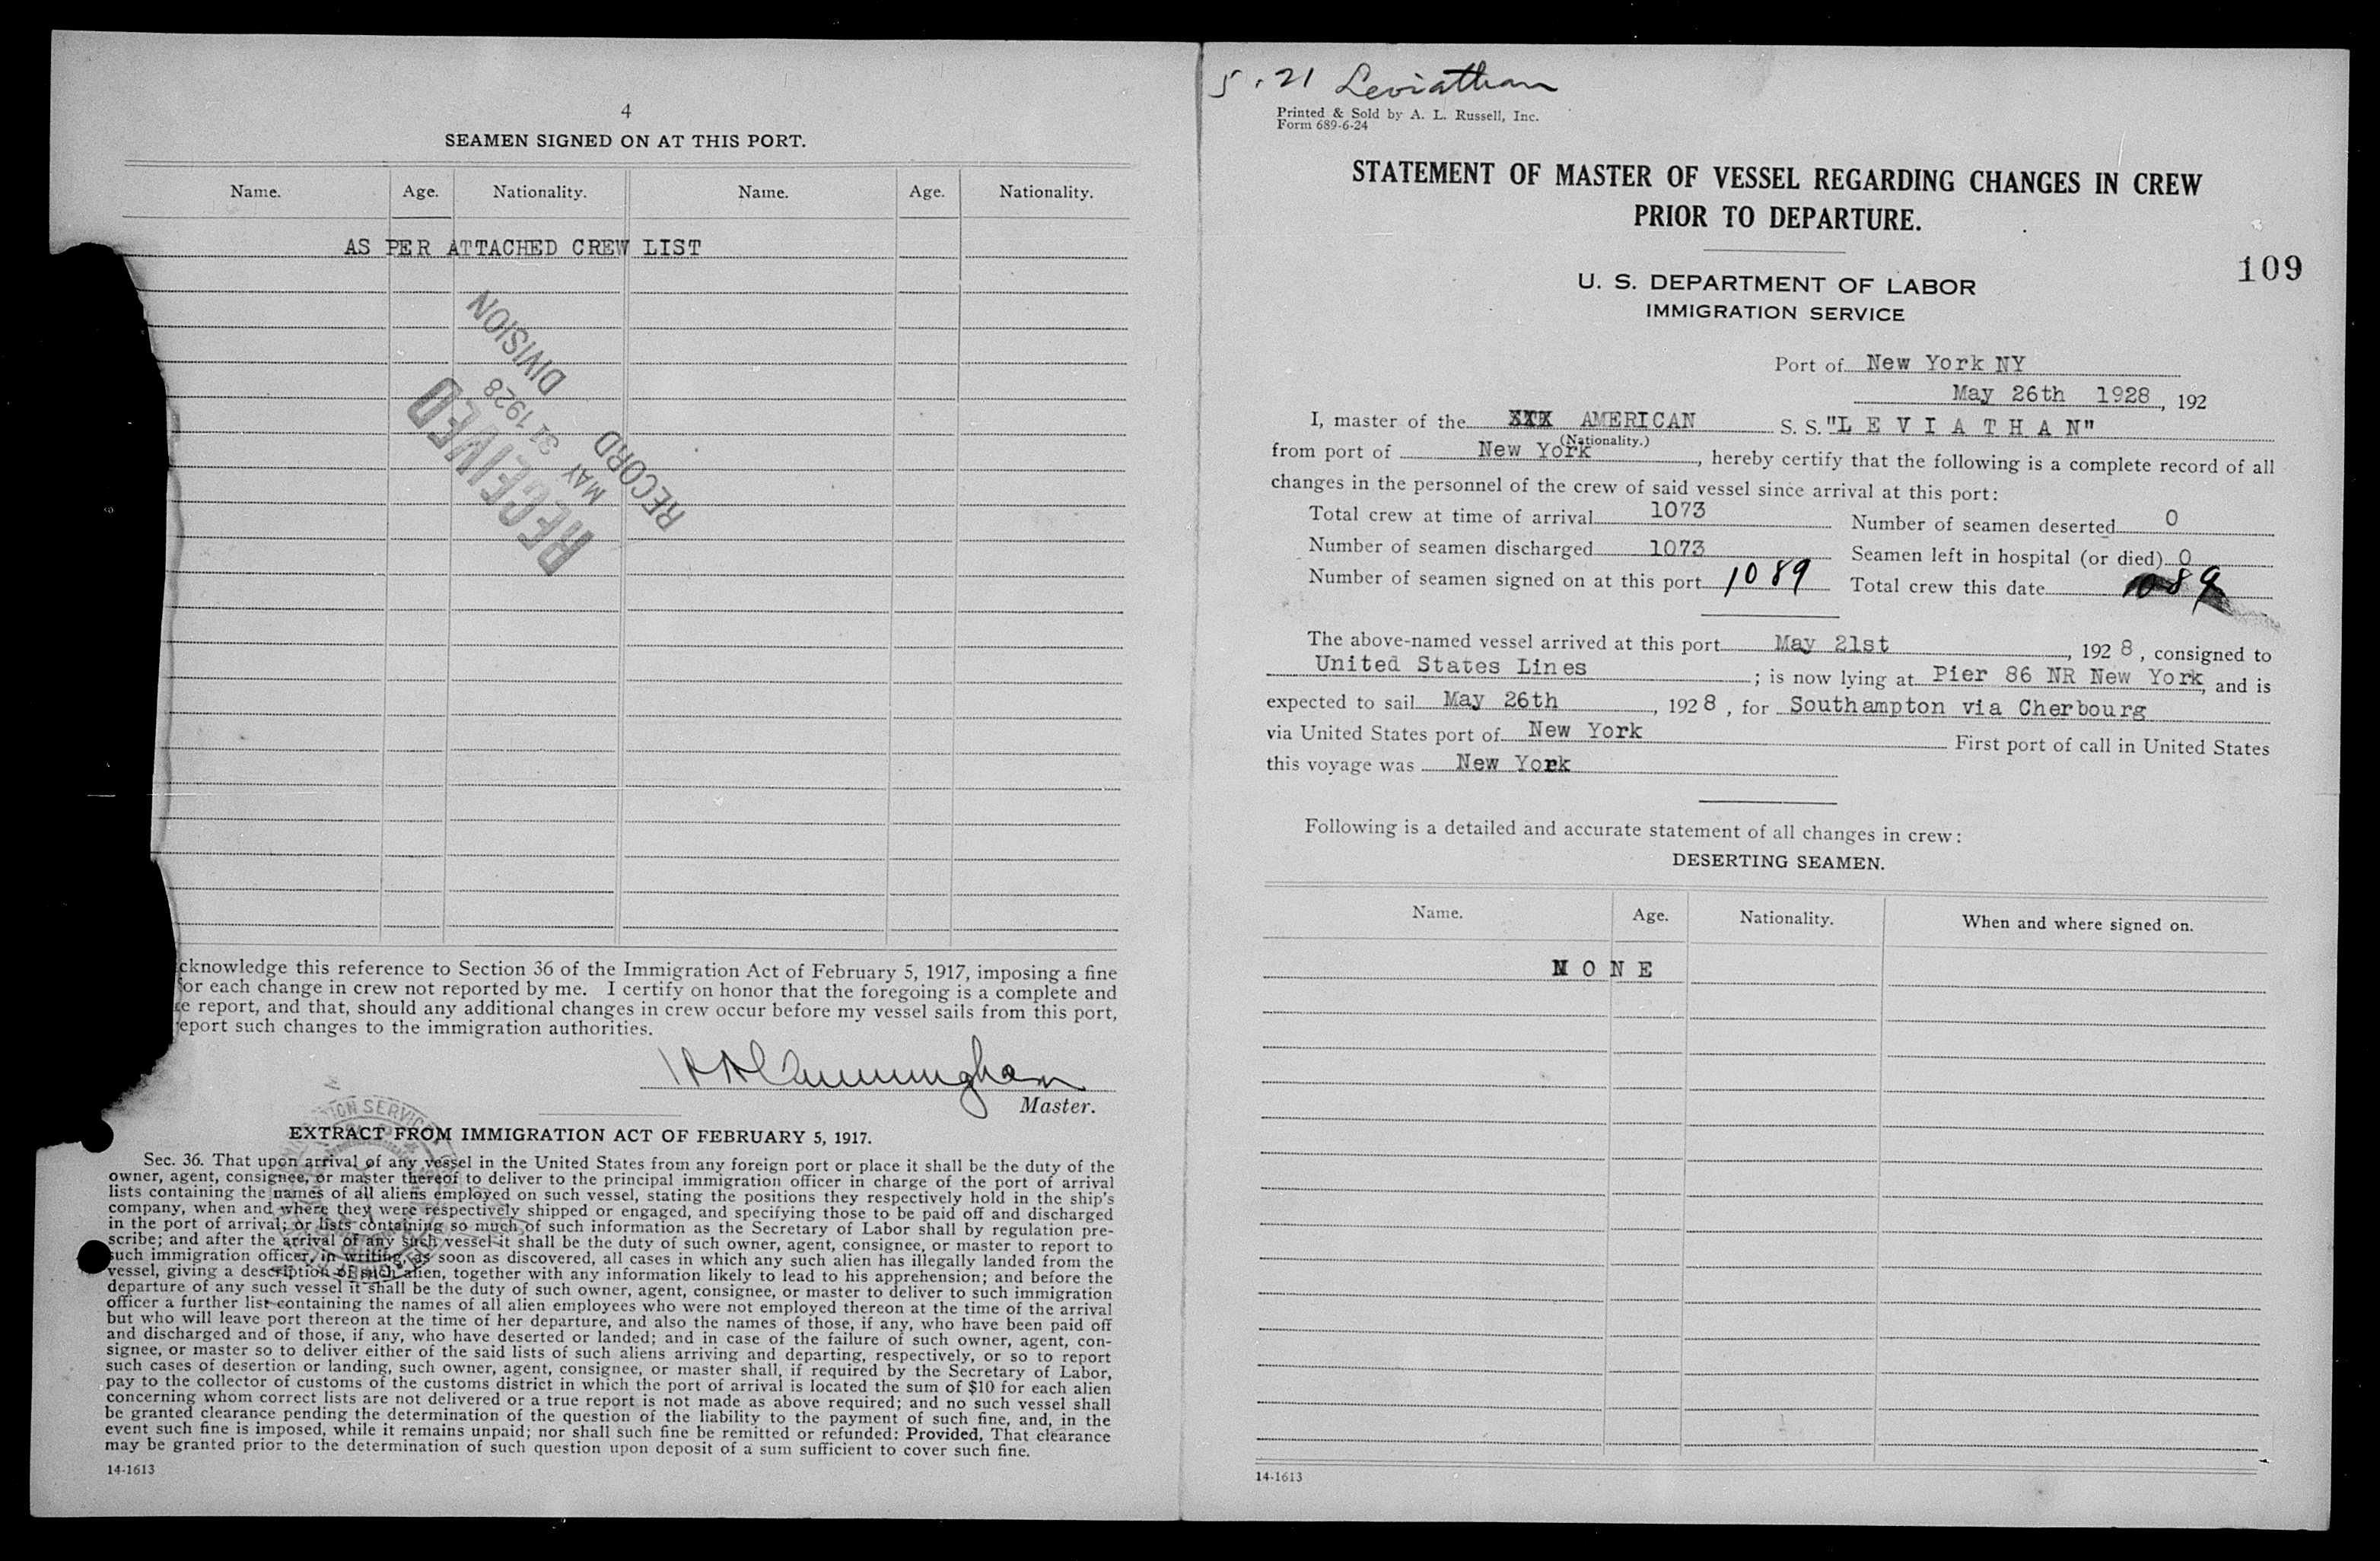 4
SEAMEN SIGNED ON AT THIS PORT.
Name. Age. Nationality. Name. Age. Nationality.
AS PER ATTACHED CREW LIST
RECEIVED
MAY 31 1928
RECORD DIVISION
cknowledge this reference to Section 36 of the Immigration Act of February 5, 1917, imposing a fine
for each change in crew not reported by me. I certify on honor that the foregoing is a complete and
e report, and that, should any additional changes in crew occur before my vessel sails from this port,
eport such changes to the immigration authorities.
Cunningham
Master.
EXTRACT FROM IMMIGRATION ACT OF FEBRUARY 5, 1917.
Sec. 36. That upon arrival of any vessel in the United States from any foreign port or place it shall be the duty of the
owner, agent, consignee, or master thereof to deliver to the principal immigration officer in charge of the port of arrival
lists containing the names of all aliens employed on such vessel, stating the positions they respectively hold in the ship's
company, when and where they were respectively shipped or engaged, and specifying those to be paid off and discharged
in the port of arrival; or lists containing so much of such information as the Secretary of Labor shall by regulation pre-
scribe; and after the arrival of any such vessel it shall be the duty of such owner, agent, consignee, or master to report to
such immigration officer, in writing, as soon as discovered, all cases in which any such alien has illegally landed from the
vessel, giving a description of such alien, together with any information likely to lead to his apprehension; and before the
departure of any such vessel it shall be the duty of such owner, agent, consignee, or master to deliver to such immigration
officer a further list containing the names of all alien employees who were not employed thereon at the time of the arrival
but who will leave port thereon at the time of her departure, and also the names of those, if any, who have been paid off
and discharged and of those, if any, who have deserted or landed; and in case of the failure of such owner, agent, con-
signee, or master so to deliver either of the said lists of such aliens arriving and departing, respectively, or so to report
such cases of desertion or landing, such owner, agent, consignee, or master shall, if required by the Secretary of Labor,
pay to the collector of customs of the customs district in which the port of arrival is located the sum of $10 for each alien
concerning whom correct lists are not delivered or a true report is not made as above required; and no such vessel shall
be granted clearance pending the determination of the question of the liability to the payment of such fine, and, in the
event such fine is imposed, while it remains unpaid; nor shall such fine be remitted or refunded: Provided, That clearance
may be granted prior to the determination of such question upon deposit of a sum sufficient to cover such fine.
14-1613
5.21 Leviathan
Printed & Sold by A. L. Russell, Inc.
Form 689-6-24
STATEMENT OF MASTER OF VESSEL REGARDING CHANGES IN CREW
PRIOR TO DEPARTURE.
109
U. S. DEPARTMENT OF LABOR
IMMIGRATION SERVICE
Port of New York NY
May 26th 1928, 192
I, master of the AMERICAN S. S. "L E V I A T H A N"
(Nationality.)
from port of New York, hereby certify that the following is a complete record of all
changes in the personnel of the crew of said vessel since arrival at this port:
Total crew at time of arrival 1073 Number of seamen deserted 0
Number of seamen discharged 1073 Seamen left in hospital (or died) 0
Number of seamen signed on at this port 1089 Total crew this date 1089
The above-named vessel arrived at this port May 21st, 1928, consigned to
United States Lines; is now lying at Pier 86 NR New York, and is
expected to sail May 26th, 1928, for Southampton via Cherbourg
via United States port of New York First port of call in United States
this voyage was New York
Following is a detailed and accurate statement of all changes in crew:
DESERTING SEAMEN.
Name. Age. Nationality. When and where signed on.
N O N E
14-1613